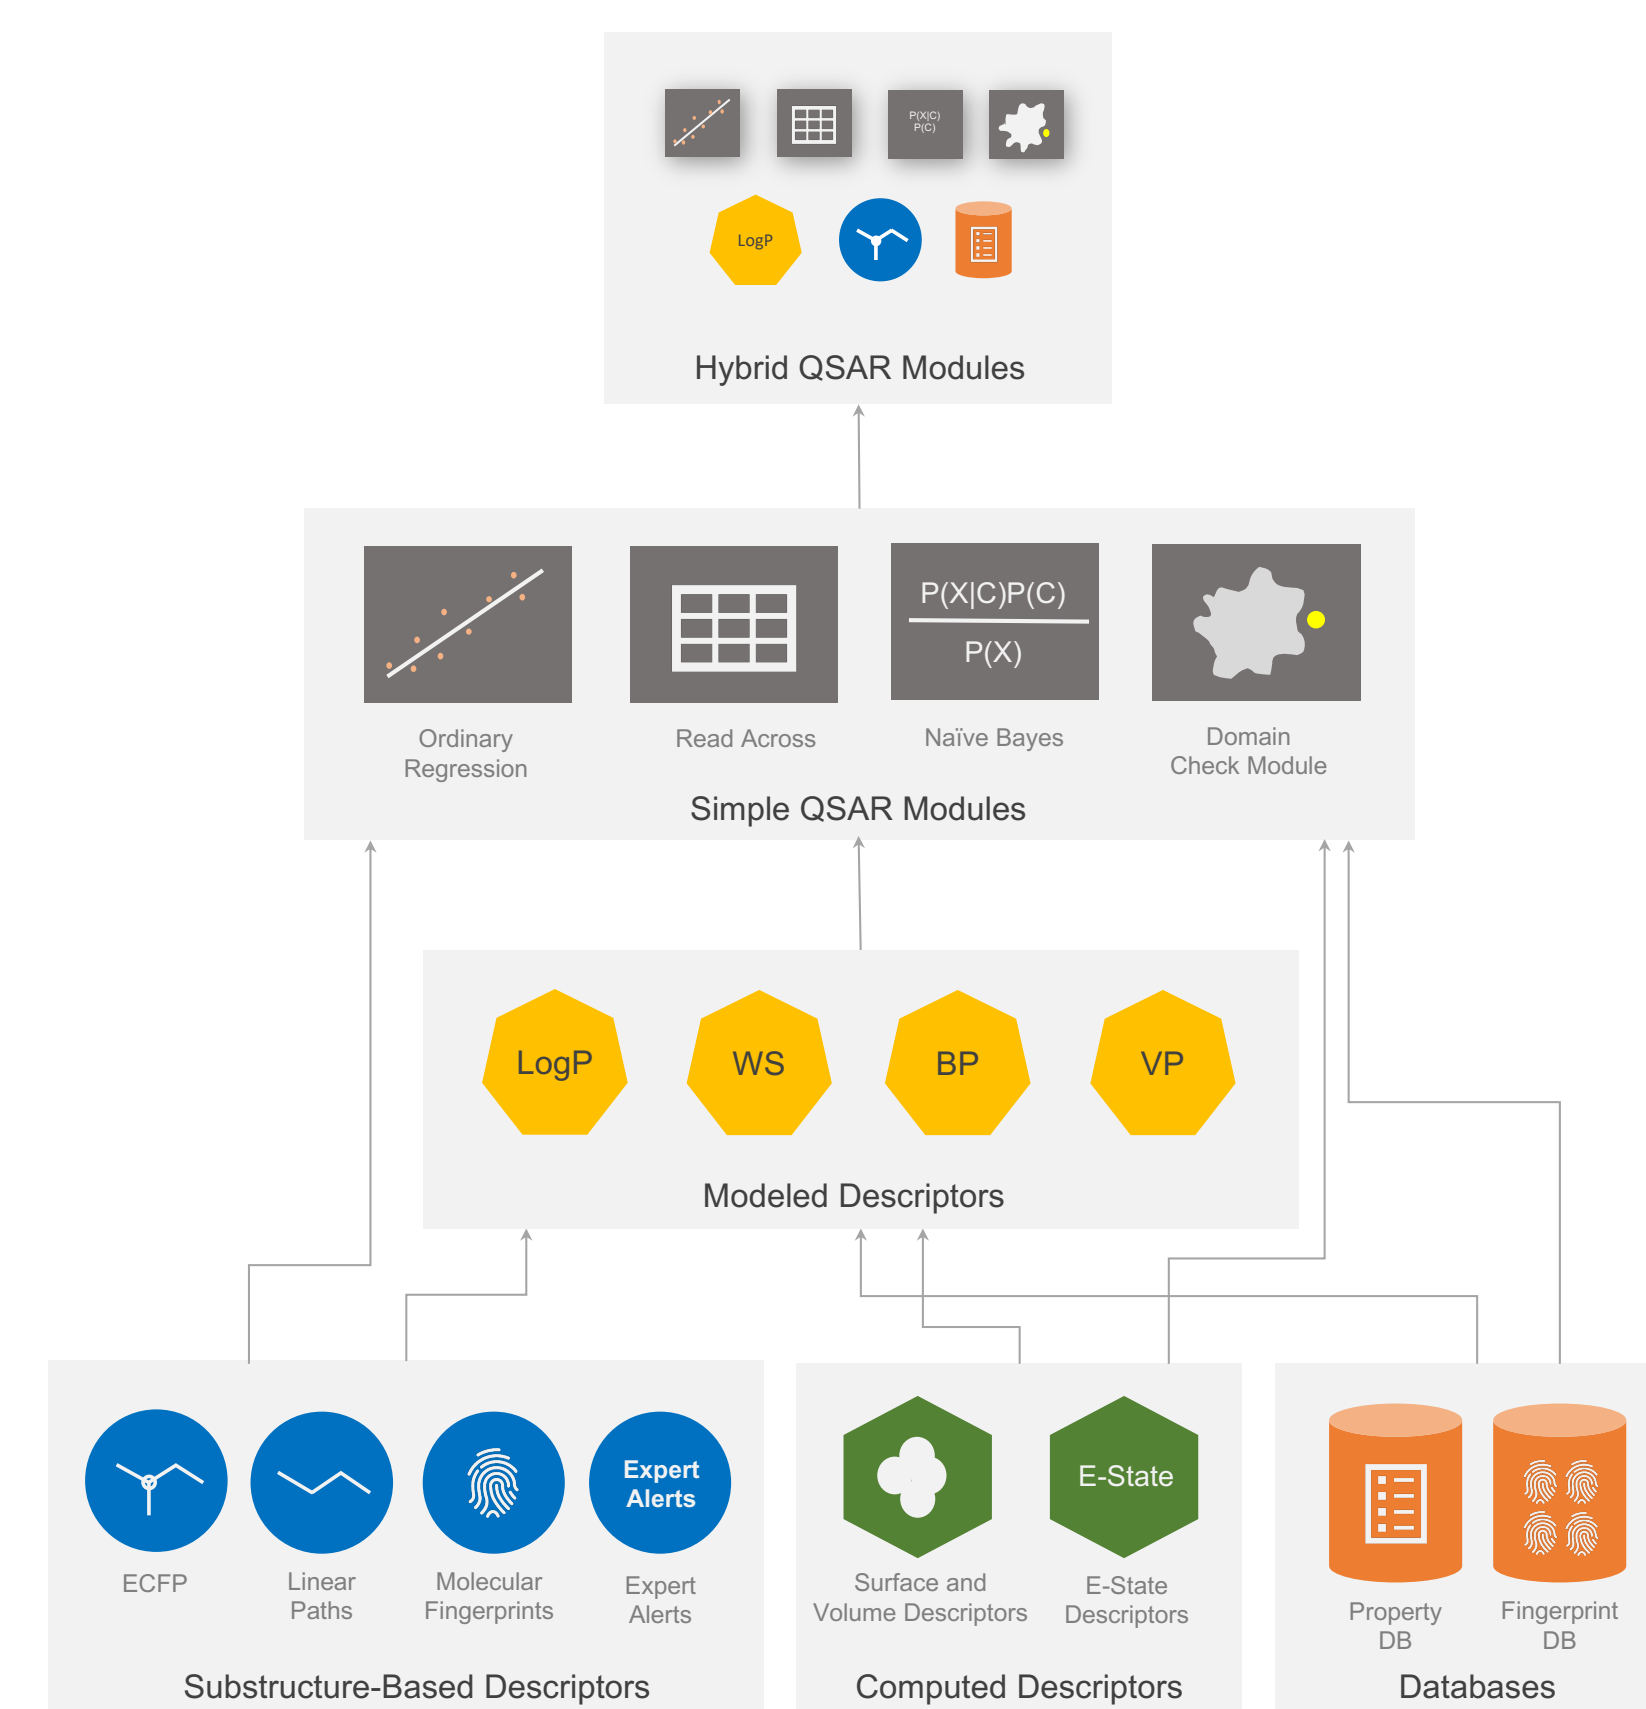 P(X|C)
P(C)
LogP
Hybrid QSAR Modules
P(X|C)P(C)
P(X)
Ordinary
Regression
Read Across
Naïve Bayes
Domain
Check Module
Simple QSAR Modules
LogP
WS
BP
VP
Modeled Descriptors
Expert
Alerts
E-State
ECFP
Linear
Paths
Molecular
Fingerprints
Expert
Alerts
Surface and
Volume Descriptors
E-State
Descriptors
Property
DB
Fingerprint
DB
Substructure-Based Descriptors
Computed Descriptors
Databases